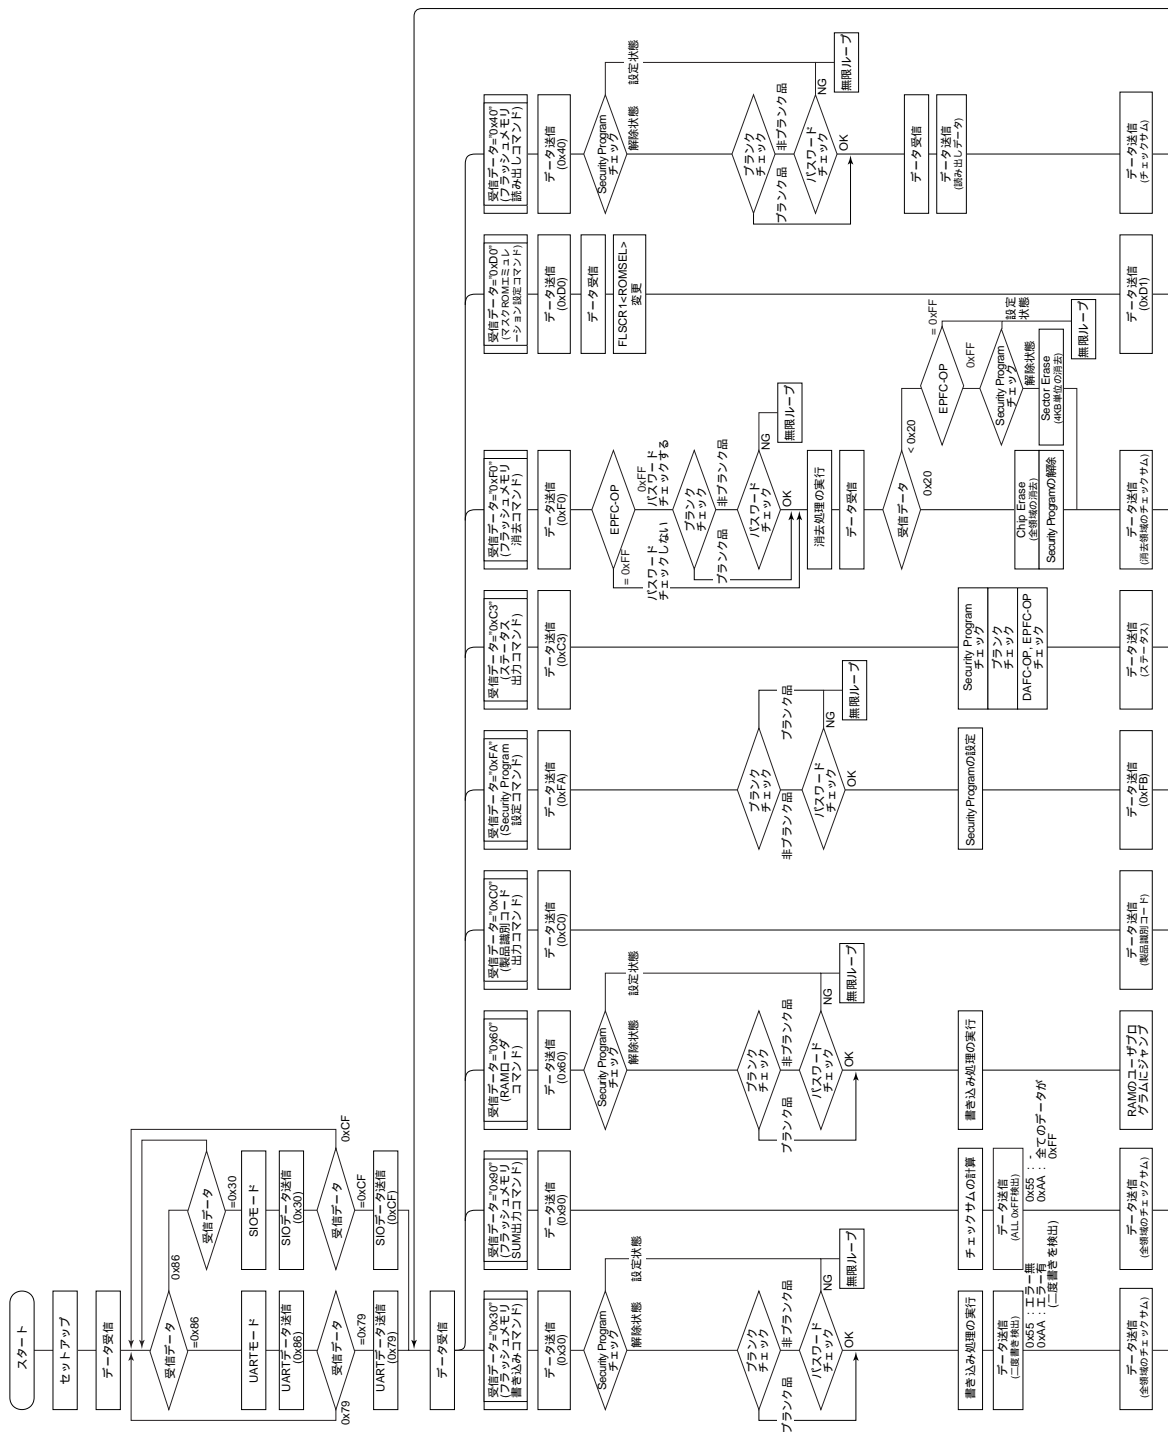 スタート
セットアップ
データ受信
受信データ
=0x86
0x86
UARTモード
UARTデータ送信
(0x86)
受信データ
=0x79
0x79
UARTデータ送信
(0x79)
受信データ
=0x30
SIOモード
SIOデータ送信
(0x30)
受信データ
=0xCF
0xCF
SIOデータ送信
(0xCF)
データ受信
受信データ="0x30"
(フラッシュメモリ
書き込みコマンド)
データ送信
(0x30)
Security Program
チェック
設定状態
解除状態
ブランク
チェック
ブランク品
非ブランク品
パスワード
チェック
NG
無限ループ
OK
書き込み処理の実行
データ送信
(二度書き検出)
0x55 : エラー無
0xAA : エラー有
(二度書きを検出)
データ送信
(全領域のチェックサム)
受信データ="0x90"
(フラッシュメモリ
SUM出力コマンド)
データ送信
(0x90)
チェックサムの計算
データ送信
(ALL 0xFF検出)
0x55 : -
0xAA : 全てのデータが
0xFF
データ送信
(全領域のチェックサム)
受信データ="0x60"
(RAMローダ
コマンド)
データ送信
(0x60)
Security Program
チェック
設定状態
解除状態
ブランク
チェック
ブランク品
非ブランク品
パスワード
チェック
NG
無限ループ
OK
書き込み処理の実行
RAMのユーザプロ
グラムにジャンプ
受信データ="0xC0"
(製品識別コード
出力コマンド)
データ送信
(0xC0)
データ送信
(製品識別コード)
受信データ="0xFA"
(Security Program
設定コマンド)
データ送信
(0xFA)
ブランク
チェック
ブランク品
非ブランク品
パスワード
チェック
NG
無限ループ
OK
Security Programの設定
データ送信
(0xFB)
受信データ="0xC3"
(ステータス
出力コマンド)
データ送信
(0xC3)
Security Program
チェック
ブランク
チェック
DAFC-OP, EPFC-OP
チェック
データ送信
(ステータス)
受信データ="0xF0"
(フラッシュメモリ
消去コマンド)
データ送信
(0xF0)
EPFC-OP
= 0xFF
パスワード
チェックしない
0xFF
パスワード
チェックする
ブランク
チェック
ブランク品
非ブランク品
パスワード
チェック
NG
無限ループ
OK
消去処理の実行
データ受信
受信データ
< 0x20
0x20
EPFC-OP
= 0xFF
0xFF
Security Program
チェック
設定
状態
解除状態
無限ループ
Chip Erase
(全領域の消去)
Security Programの解除
Sector Erase
(4KB単位の消去)
データ送信
(消去領域のチェックサム)
受信データ="0xD0"
(マスクROMエミュレ
ーション設定コマンド)
データ送信
(0xD0)
データ受信
FLSCR1<ROMSEL>
変更
データ送信
(0xD1)
受信データ="0x40"
(フラッシュメモリ
読み出しコマンド)
データ送信
(0x40)
Security Program
チェック
設定状態
解除状態
ブランク
チェック
ブランク品
非ブランク品
パスワード
チェック
NG
無限ループ
OK
データ受信
データ送信
(読み出しデータ)
データ送信
(チェックサム)